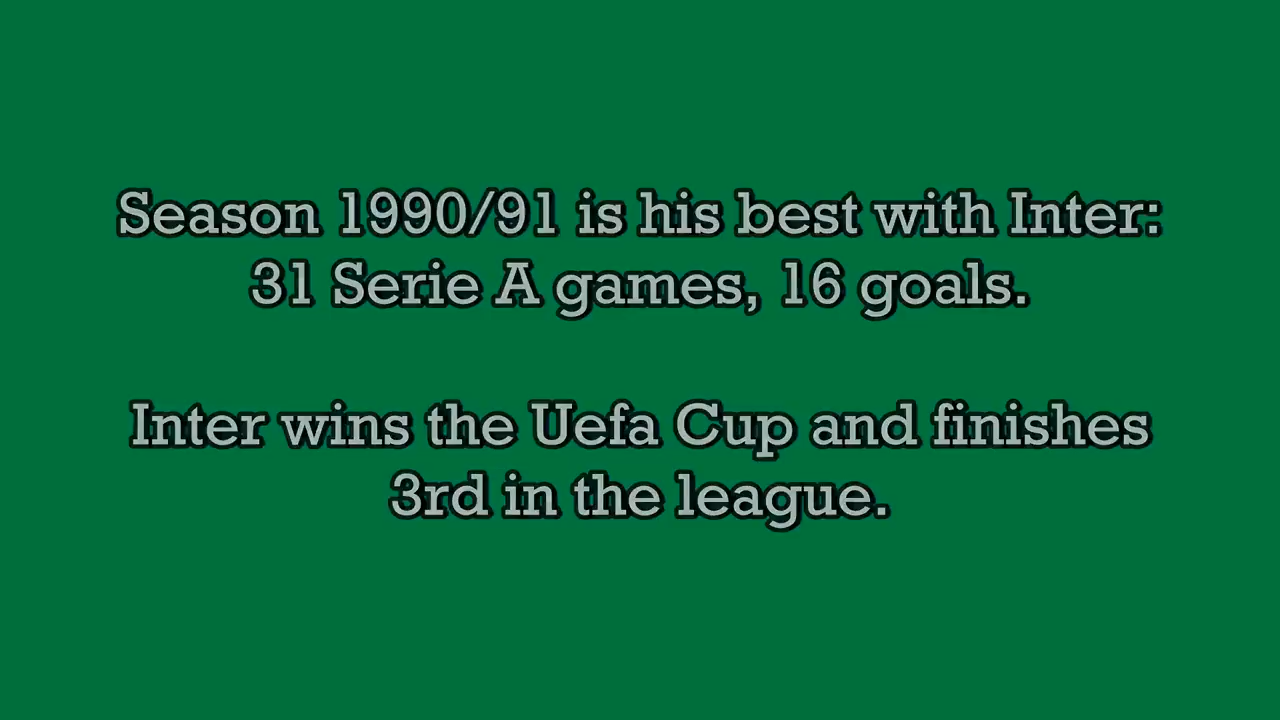 Season 1990/91 is his best with Inter:
31 Serie A games, 16 goals.
Inter wins the Uefa Cup and finishes
3rd in the league.